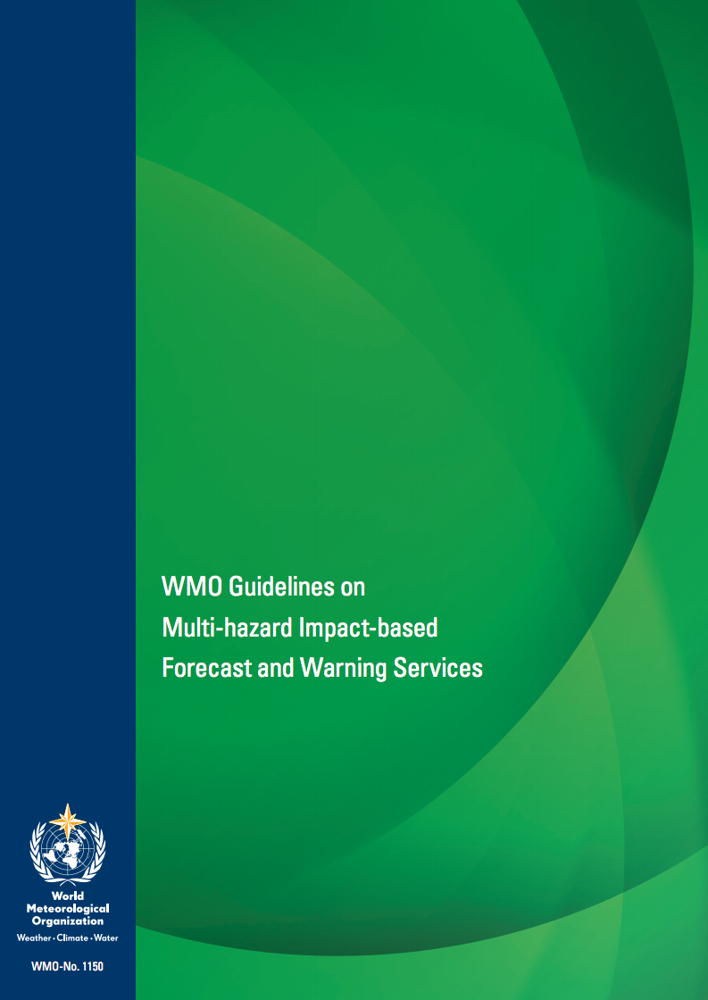 WMO Guidelines on
Multi-hazard Impact-based
Forecast and Warning Services
World
Meteorological
Organization
Weather · Climate · Water
WMO-No. 1150